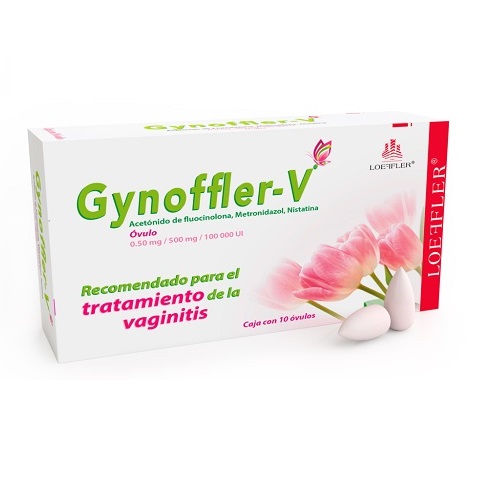 Gynoffler-V
Acetónido de fluocinolona, Metronidazol, Nistatina
Óvulo
0.50 mg / 500 mg / 100 000 UI
Recomendado para el
tratamiento de la
vaginitis
Caja con 10 óvulos
LOEFFLER®
LOEFFLER®
Gynoffler-V